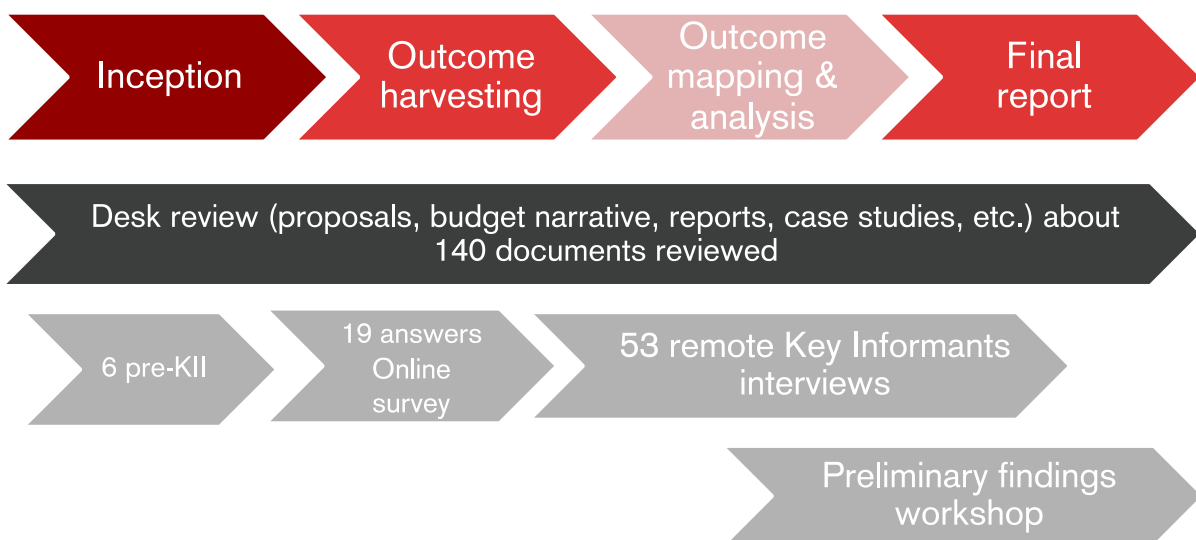 Inception
Outcome
harvesting
Outcome
mapping &
analysis
Final
report
Desk review (proposals, budget narrative, reports, case studies, etc.) about
140 documents reviewed
6 pre-KII
19 answers
Online
survey
53 remote Key Informants
interviews
Preliminary findings
workshop